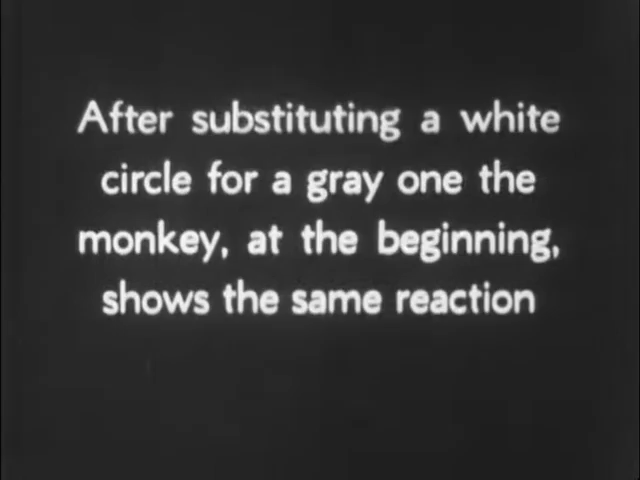 After substituting a white
circle for a gray one the
monkey, at the beginning,
shows the same reaction